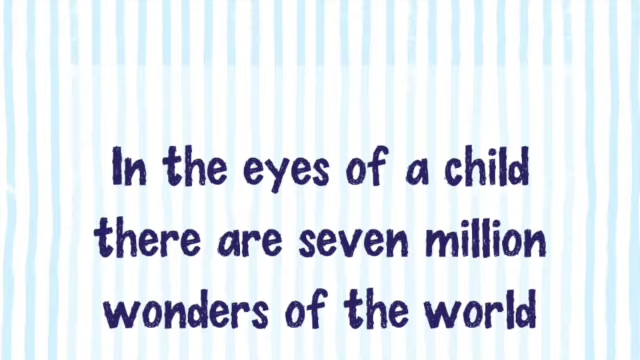 In the eyes of a child
there are seven million
wonders of the world